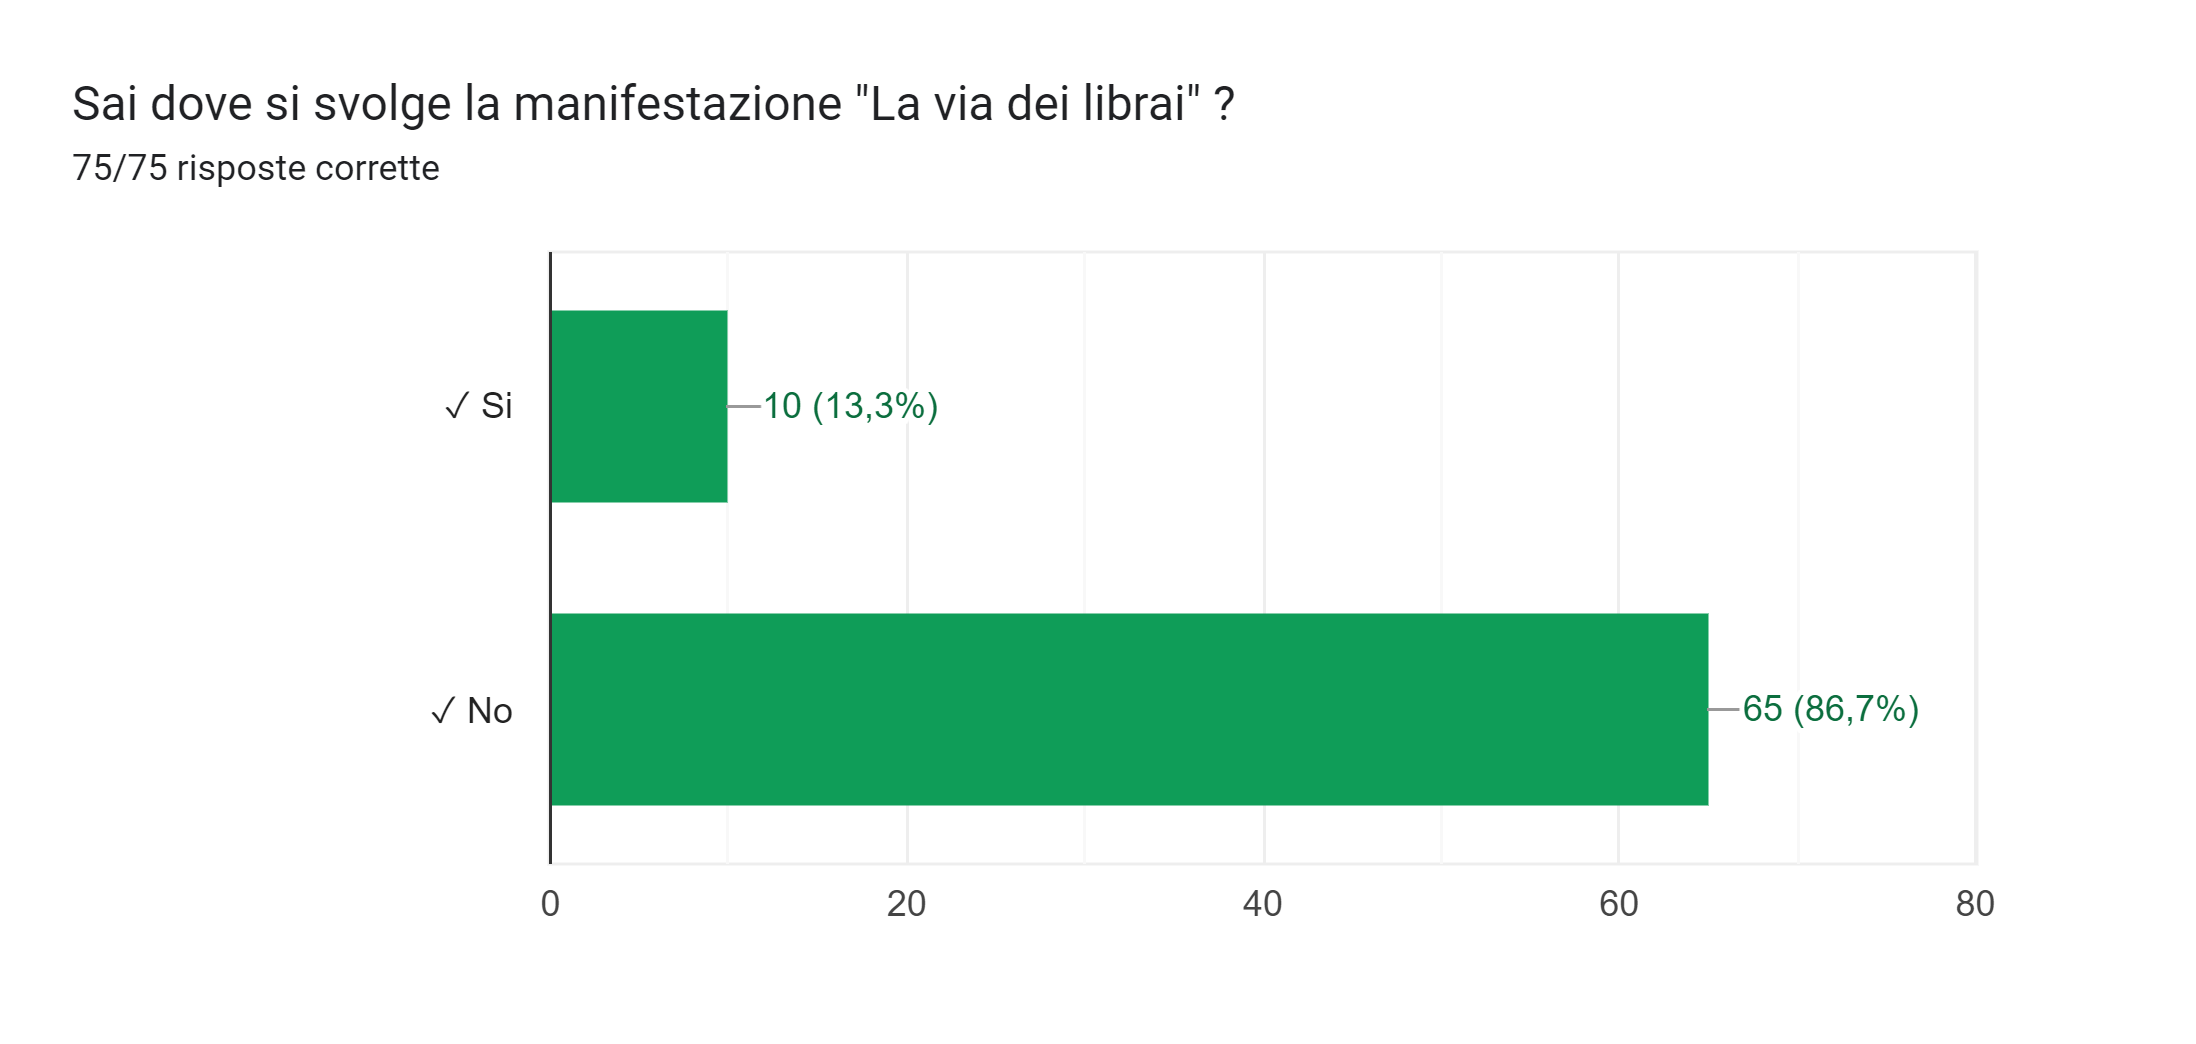 Sai dove si svolge la manifestazione "La via dei librai" ?
75/75 risposte corrette
✓ Si
10 (13,3%)
✓ No
65 (86,7%)
0 20 40 60 80